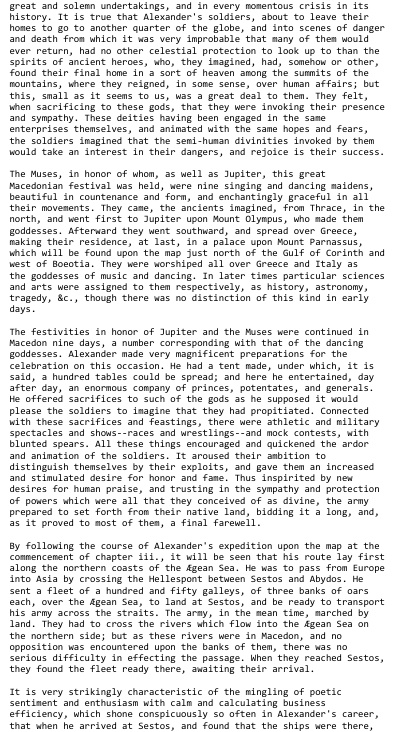 great and solemn undertakings, and in every momentous crisis in its
history. It is true that Alexander's soldiers, about to leave their
homes to go to another quarter of the globe, and into scenes of danger
and death from which it was very improbable that many of them would
ever return, had no other celestial protection to look up to than the
spirits of ancient heroes, who, they imagined, had, somehow or other,
found their final home in a sort of heaven among the summits of the
mountains, where they reigned, in some sense, over human affairs; but
this, small as it seems to us, was a great deal to them. They felt,
when sacrificing to these gods, that they were invoking their presence
and sympathy. These deities having been engaged in the same
enterprises themselves, and animated with the same hopes and fears,
the soldiers imagined that the semi-human divinities invoked by them
would take an interest in their dangers, and rejoice in their success.
The Muses, in honor of whom, as well as Jupiter, this great
Macedonian festival was held, were nine singing and dancing maidens,
beautiful in countenance and form, and enchantingly graceful in all
their movements. They came, the ancients imagined, from Thrace, in the
north, and went first to Jupiter upon Mount Olympus, who made them
goddesses. Afterward they went southward, and spread over Greece,
making their residence, at last, in a palace upon Mount Parnassus,
which will be found upon the map just north of the Gulf of Corinth and
west of Boeotia. They were worshiped all over Greece and Italy as
the goddesses of music and dancing. In later times particular sciences
and arts were assigned to them respectively, as history, astronomy,
tragedy, &c., though there was no distinction of this kind in early
days.
The festivities in honor of Jupiter and the Muses were continued in
Macedon nine days, a number corresponding with that of the dancing
goddesses. Alexander made very magnificent preparations for the
celebration on this occasion. He had a tent made, under which, it is
said, a hundred tables could be spread; and here he entertained, day
after day, an enormous company of princes, potentates, and generals.
He offered sacrifices to such of the gods as he supposed it would
please the soldiers to imagine that they had propitiated. Connected
with these sacrifices and feastings, there were athletic and military
spectacles and shows--races and wrestlings--and mock contests, with
blunted spears. All these things encouraged and quickened the ardor
and animation of the soldiers. It aroused their ambition to
distinguish themselves by their exploits, and gave them an increased
and stimulated desire for honor and fame. Thus inspirited by new
desires for human praise, and trusting in the sympathy and protection
of powers which were all that they conceived of as divine, the army
prepared to set forth from their native land, bidding it a long, and,
as it proved to most of them, a final farewell.
By following the course of Alexander's expedition upon the map at the
commencement of chapter iii., it will be seen that his route lay first
along the northern coasts of the Ægean Sea. He was to pass from Europe
into Asia by crossing the Hellespont between Sestos and Abydos. He
sent a fleet of a hundred and fifty galleys, of three banks of oars
each, over the Ægean Sea, to land at Sestos, and be ready to transport
his army across the straits. The army, in the mean time, marched by
land. They had to cross the rivers which flow into the Ægean Sea on
the northern side; but as these rivers were in Macedon, and no
opposition was encountered upon the banks of them, there was no
serious difficulty in effecting the passage. When they reached Sestos,
they found the fleet ready there, awaiting their arrival.
It is very strikingly characteristic of the mingling of poetic
sentiment and enthusiasm with calm and calculating business
efficiency, which shone conspicuously so often in Alexander's career,
that when he arrived at Sestos, and found that the ships were there,